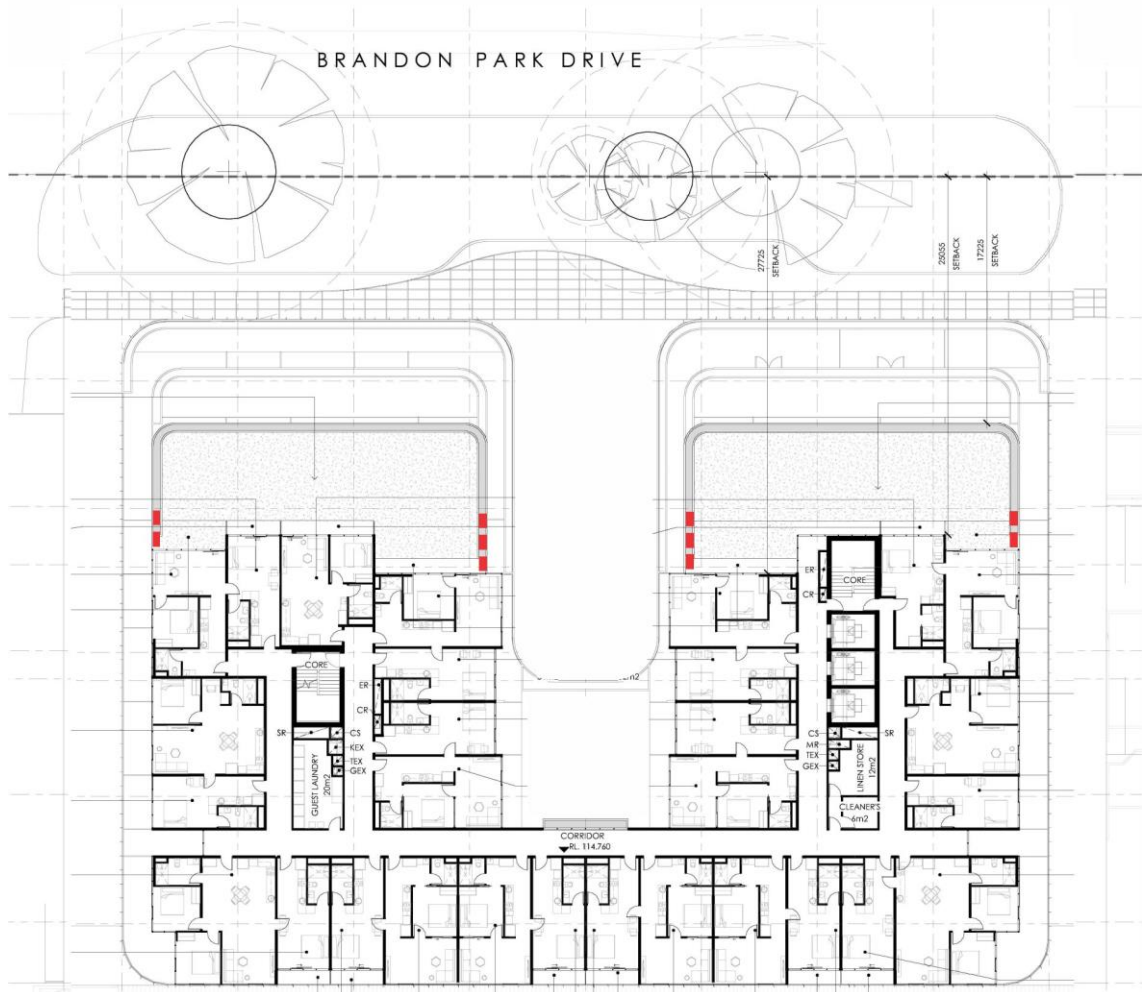 BRANDON PARK DRIVE
27725
SETBACK
25055
SETBACK
17225
SETBACK
ER
CORE
CR
CORE
m2
ER
CR
SR
CS
KEX
TEX
GEX
GUEST LAUNDRY
20m2
CS
MR
TEX
GEX
SR
LINEN STORE
12m2
CLEANER'S
6m2
CORRIDOR
RL. 114.760